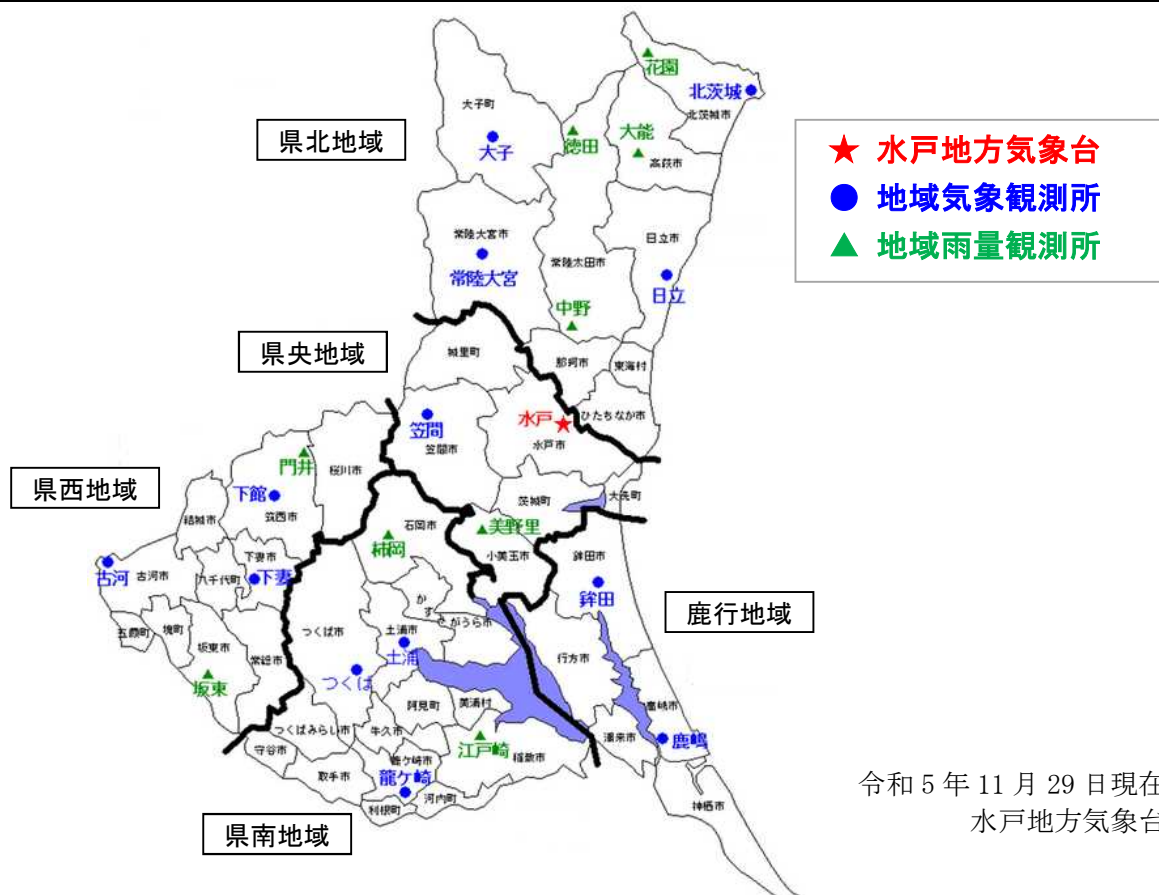 花園
北茨城
大子町
北茨城市
県北地域
大子
徳田
大能
高萩市
★ 水戸地方気象台
● 地域気象観測所
▲ 地域雨量観測所
常陸大宮市
常陸大宮
常陸太田市
日立市
日立
中野
県央地域
城里町
那珂市
東海村
笠間
笠間市
水戸
水戸市
ひたちなか市
県西地域
門井
桜川市
下館
筑西市
結城市
茨城町
大洗町
石岡市
柿岡
美野里
小美玉市
鉾田市
鉾田
古河
古河市
八千代町
下妻市
下妻
鹿行地域
五霞町
境町
坂東市
坂東
常総市
つくば市
つくば
かすみがうら市
土浦市
土浦
行方市
阿見町
美浦村
鹿嶋市
鹿嶋
潮来市
神栖市
つくばみらい市
牛久市
江戸崎
稲敷市
守谷市
取手市
龍ケ崎市
龍ケ崎
利根町
河内町
県南地域
令和5年11月29日現在
水戸地方気象台